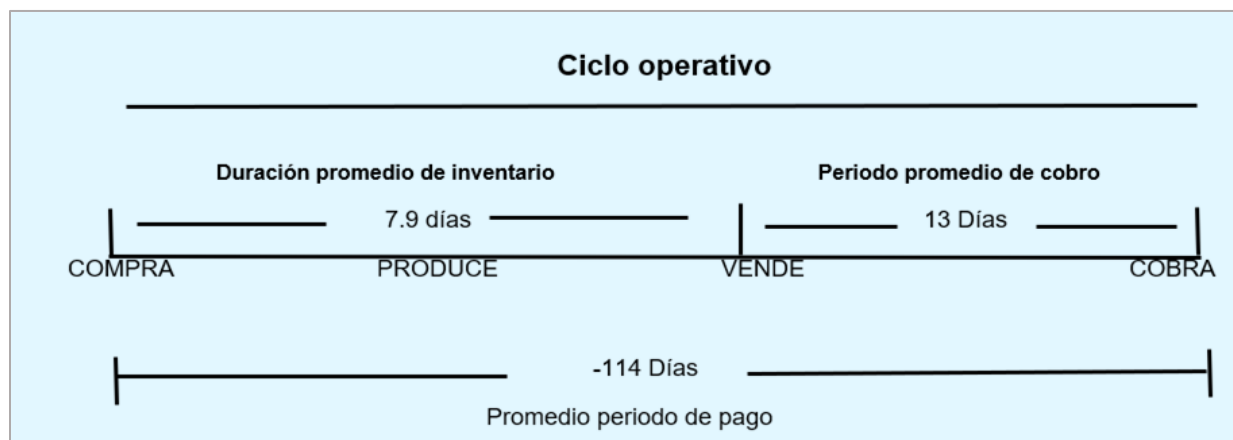 Ciclo operativo
Duración promedio de inventario
Periodo promedio de cobro
7.9 días
13 Días
COMPRA
PRODUCE
VENDE
COBRA
-114 Días
Promedio periodo de pago